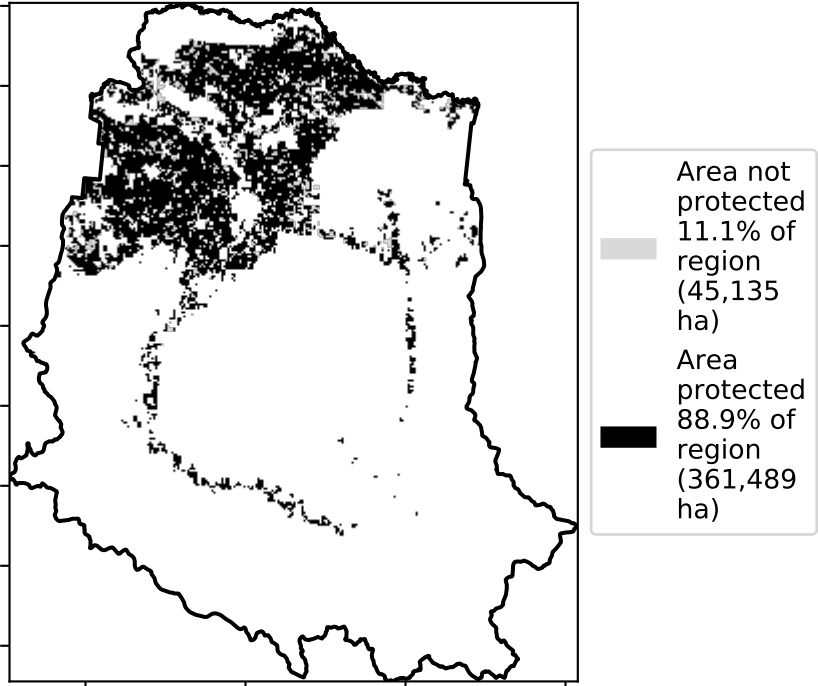 Area not
protected
11.1% of
region
(45,135
ha)
Area
protected
88.9% of
region
(361,489
ha)